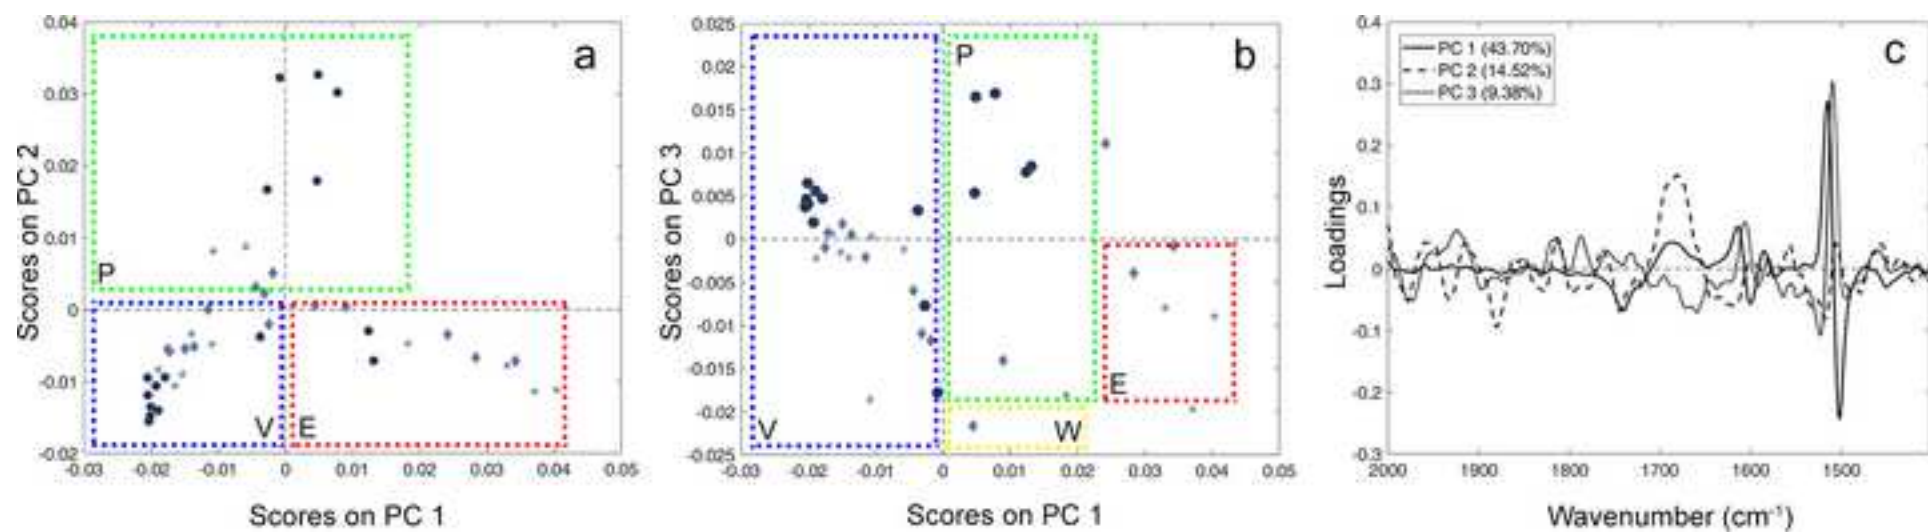 a
Scores on PC 2
0.04
0.03
0.02
0.01
0
-0.01
-0.02
P
V
E
-0.03
-0.02
-0.01
0
0.01
0.02
0.03
0.04
0.05
Scores on PC 1
b
Scores on PC 3
0.025
0.020
0.015
0.010
0.005
0
-0.005
-0.010
-0.015
-0.020
-0.025
P
V
E
W
-0.03
-0.02
-0.01
0
0.01
0.02
0.03
0.04
0.05
Scores on PC 1
c
Loadings
0.4
0.3
0.2
0.1
0
-0.1
-0.2
-0.3
PC 1 (43.70%)
PC 2 (14.52%)
PC 3 (9.38%)
2000
1900
1800
1700
1600
1500
Wavenumber (cm⁻¹)